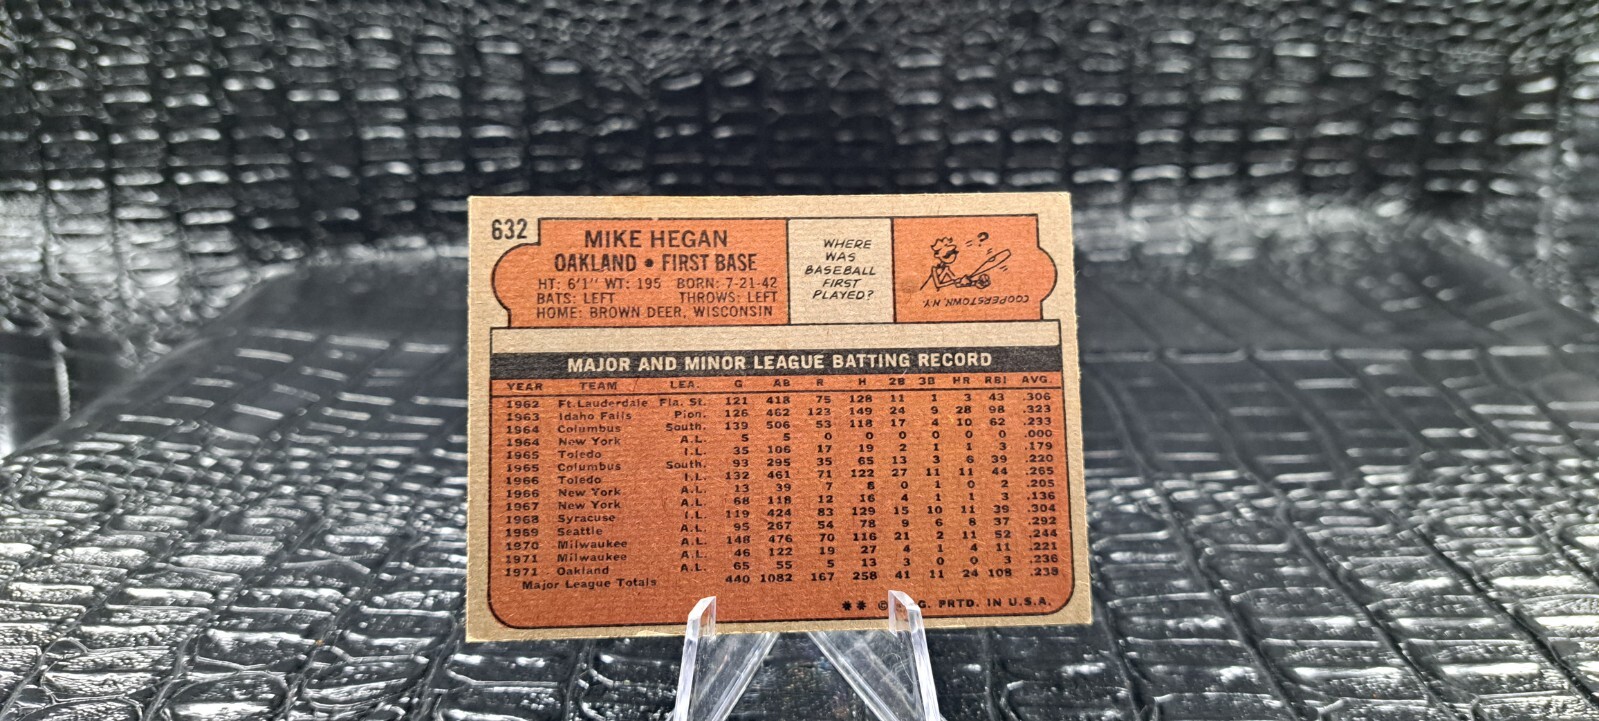 632
MIKE HEGAN
OAKLAND • FIRST BASE
HT: 6'1" WT: 195 BORN: 7-21-42
BATS: LEFT THROWS: LEFT
HOME: BROWN DEER, WISCONSIN
WHERE
WAS
BASEBALL
FIRST
PLAYED?
?
COOPERSTOWN, N.Y.
MAJOR AND MINOR LEAGUE BATTING RECORD
YEAR TEAM LEA. G AB R H 2B 3B HR RBI AVG.
1962 Ft.Lauderdale Fla. St. 121 418 75 128 11 1 3 43 .306
1963 Idaho Falls Pion. 126 462 123 149 24 9 28 98 .323
1964 Columbus South. 139 506 53 118 17 4 10 62 .233
1964 New York A.L. 5 5 0 0 0 0 0 0 .000
1965 Toledo I.L. 35 106 17 19 2 1 1 3 .179
1965 Columbus South. 93 295 35 65 13 3 6 39 .220
1966 Toledo I.L. 132 461 71 122 27 11 11 44 .265
1966 New York A.L. 13 39 7 8 0 1 0 2 .205
1967 New York A.L. 68 118 12 16 4 1 1 3 .136
1968 Syracuse I.L. 119 424 83 129 15 10 11 39 .304
1969 Seattle A.L. 95 267 54 78 9 6 8 37 .292
1970 Milwaukee A.L. 148 476 70 116 21 2 11 52 .244
1971 Milwaukee A.L. 46 122 19 27 4 1 4 11 .221
1971 Oakland A.L. 65 55 5 13 3 0 0 3 .236
Major League Totals 440 1082 167 258 41 11 24 108 .238
** © G. PRTD. IN U.S.A.